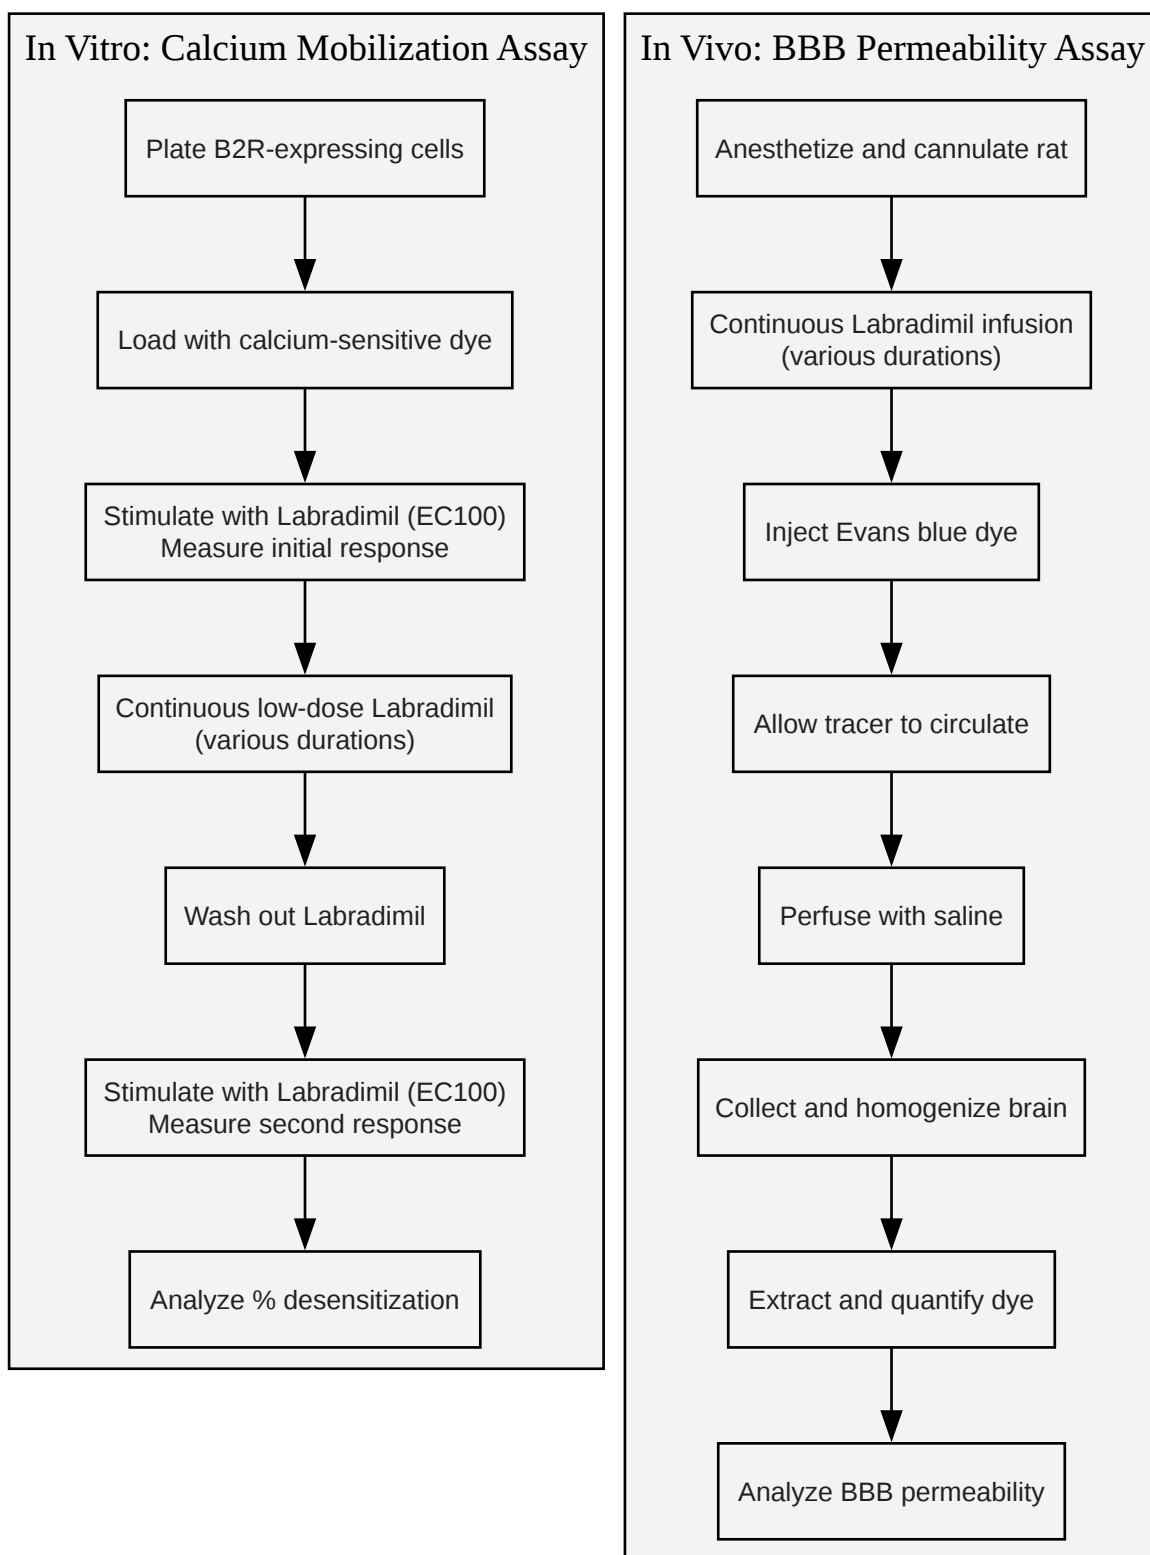 In Vitro: Calcium Mobilization Assay
Plate B2R-expressing cells
Load with calcium-sensitive dye
Stimulate with Labradimil (EC100)
Measure initial response
Continuous low-dose Labradimil
(various durations)
Wash out Labradimil
Stimulate with Labradimil (EC100)
Measure second response
Analyze % desensitization
In Vivo: BBB Permeability Assay
Anesthetize and cannulate rat
Continuous Labradimil infusion
(various durations)
Inject Evans blue dye
Allow tracer to circulate
Perfuse with saline
Collect and homogenize brain
Extract and quantify dye
Analyze BBB permeability